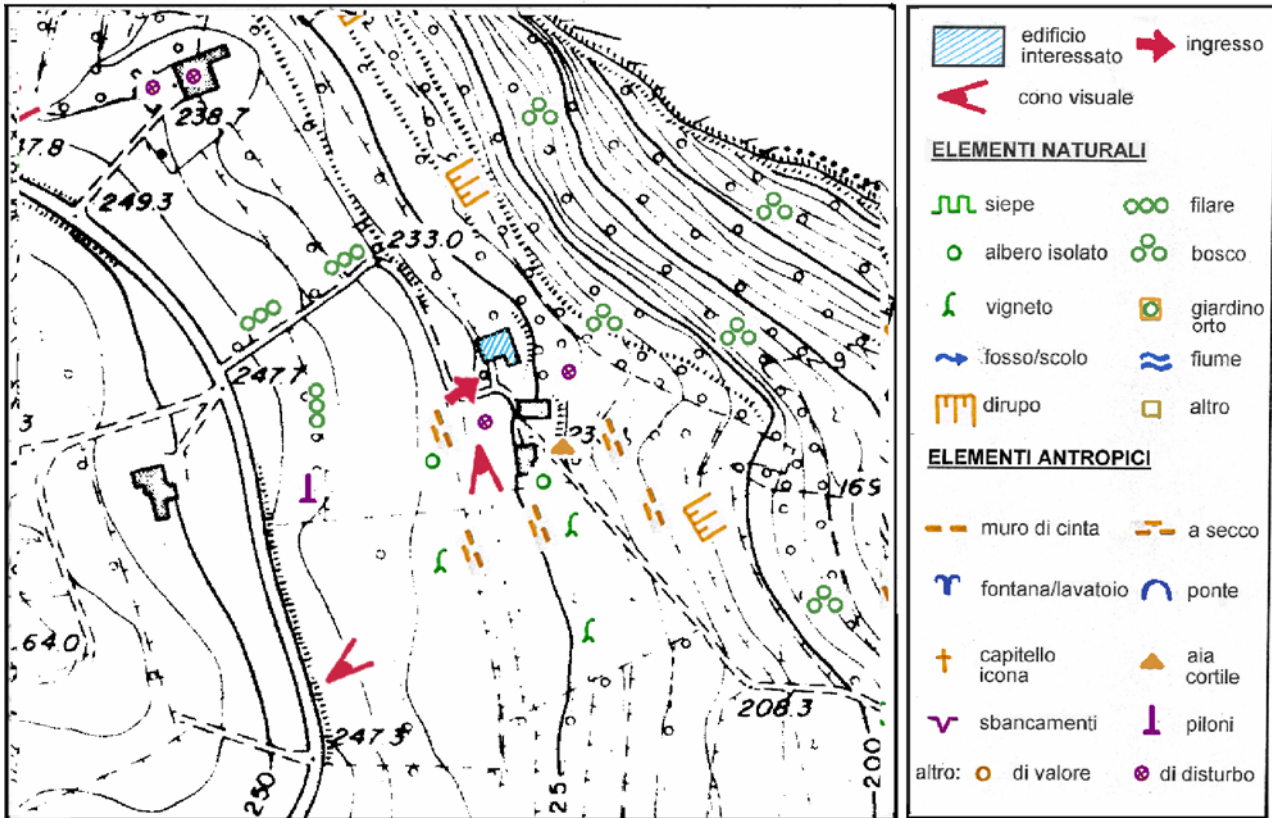 238.7
37.8
249.3
233.0
247.7
3
23
169
64.0
247.3
208.3
250
25
200
edificio
interessato
ingresso
cono visuale
ELEMENTI NATURALI
siepe
filare
albero isolato
bosco
vigneto
giardino
orto
fosso/scolo
fiume
dirupo
altro
ELEMENTI ANTROPICI
muro di cinta
a secco
fontana/lavatoio
ponte
capitello
icona
aia
cortile
sbancamenti
piloni
altro:
di valore
di disturbo